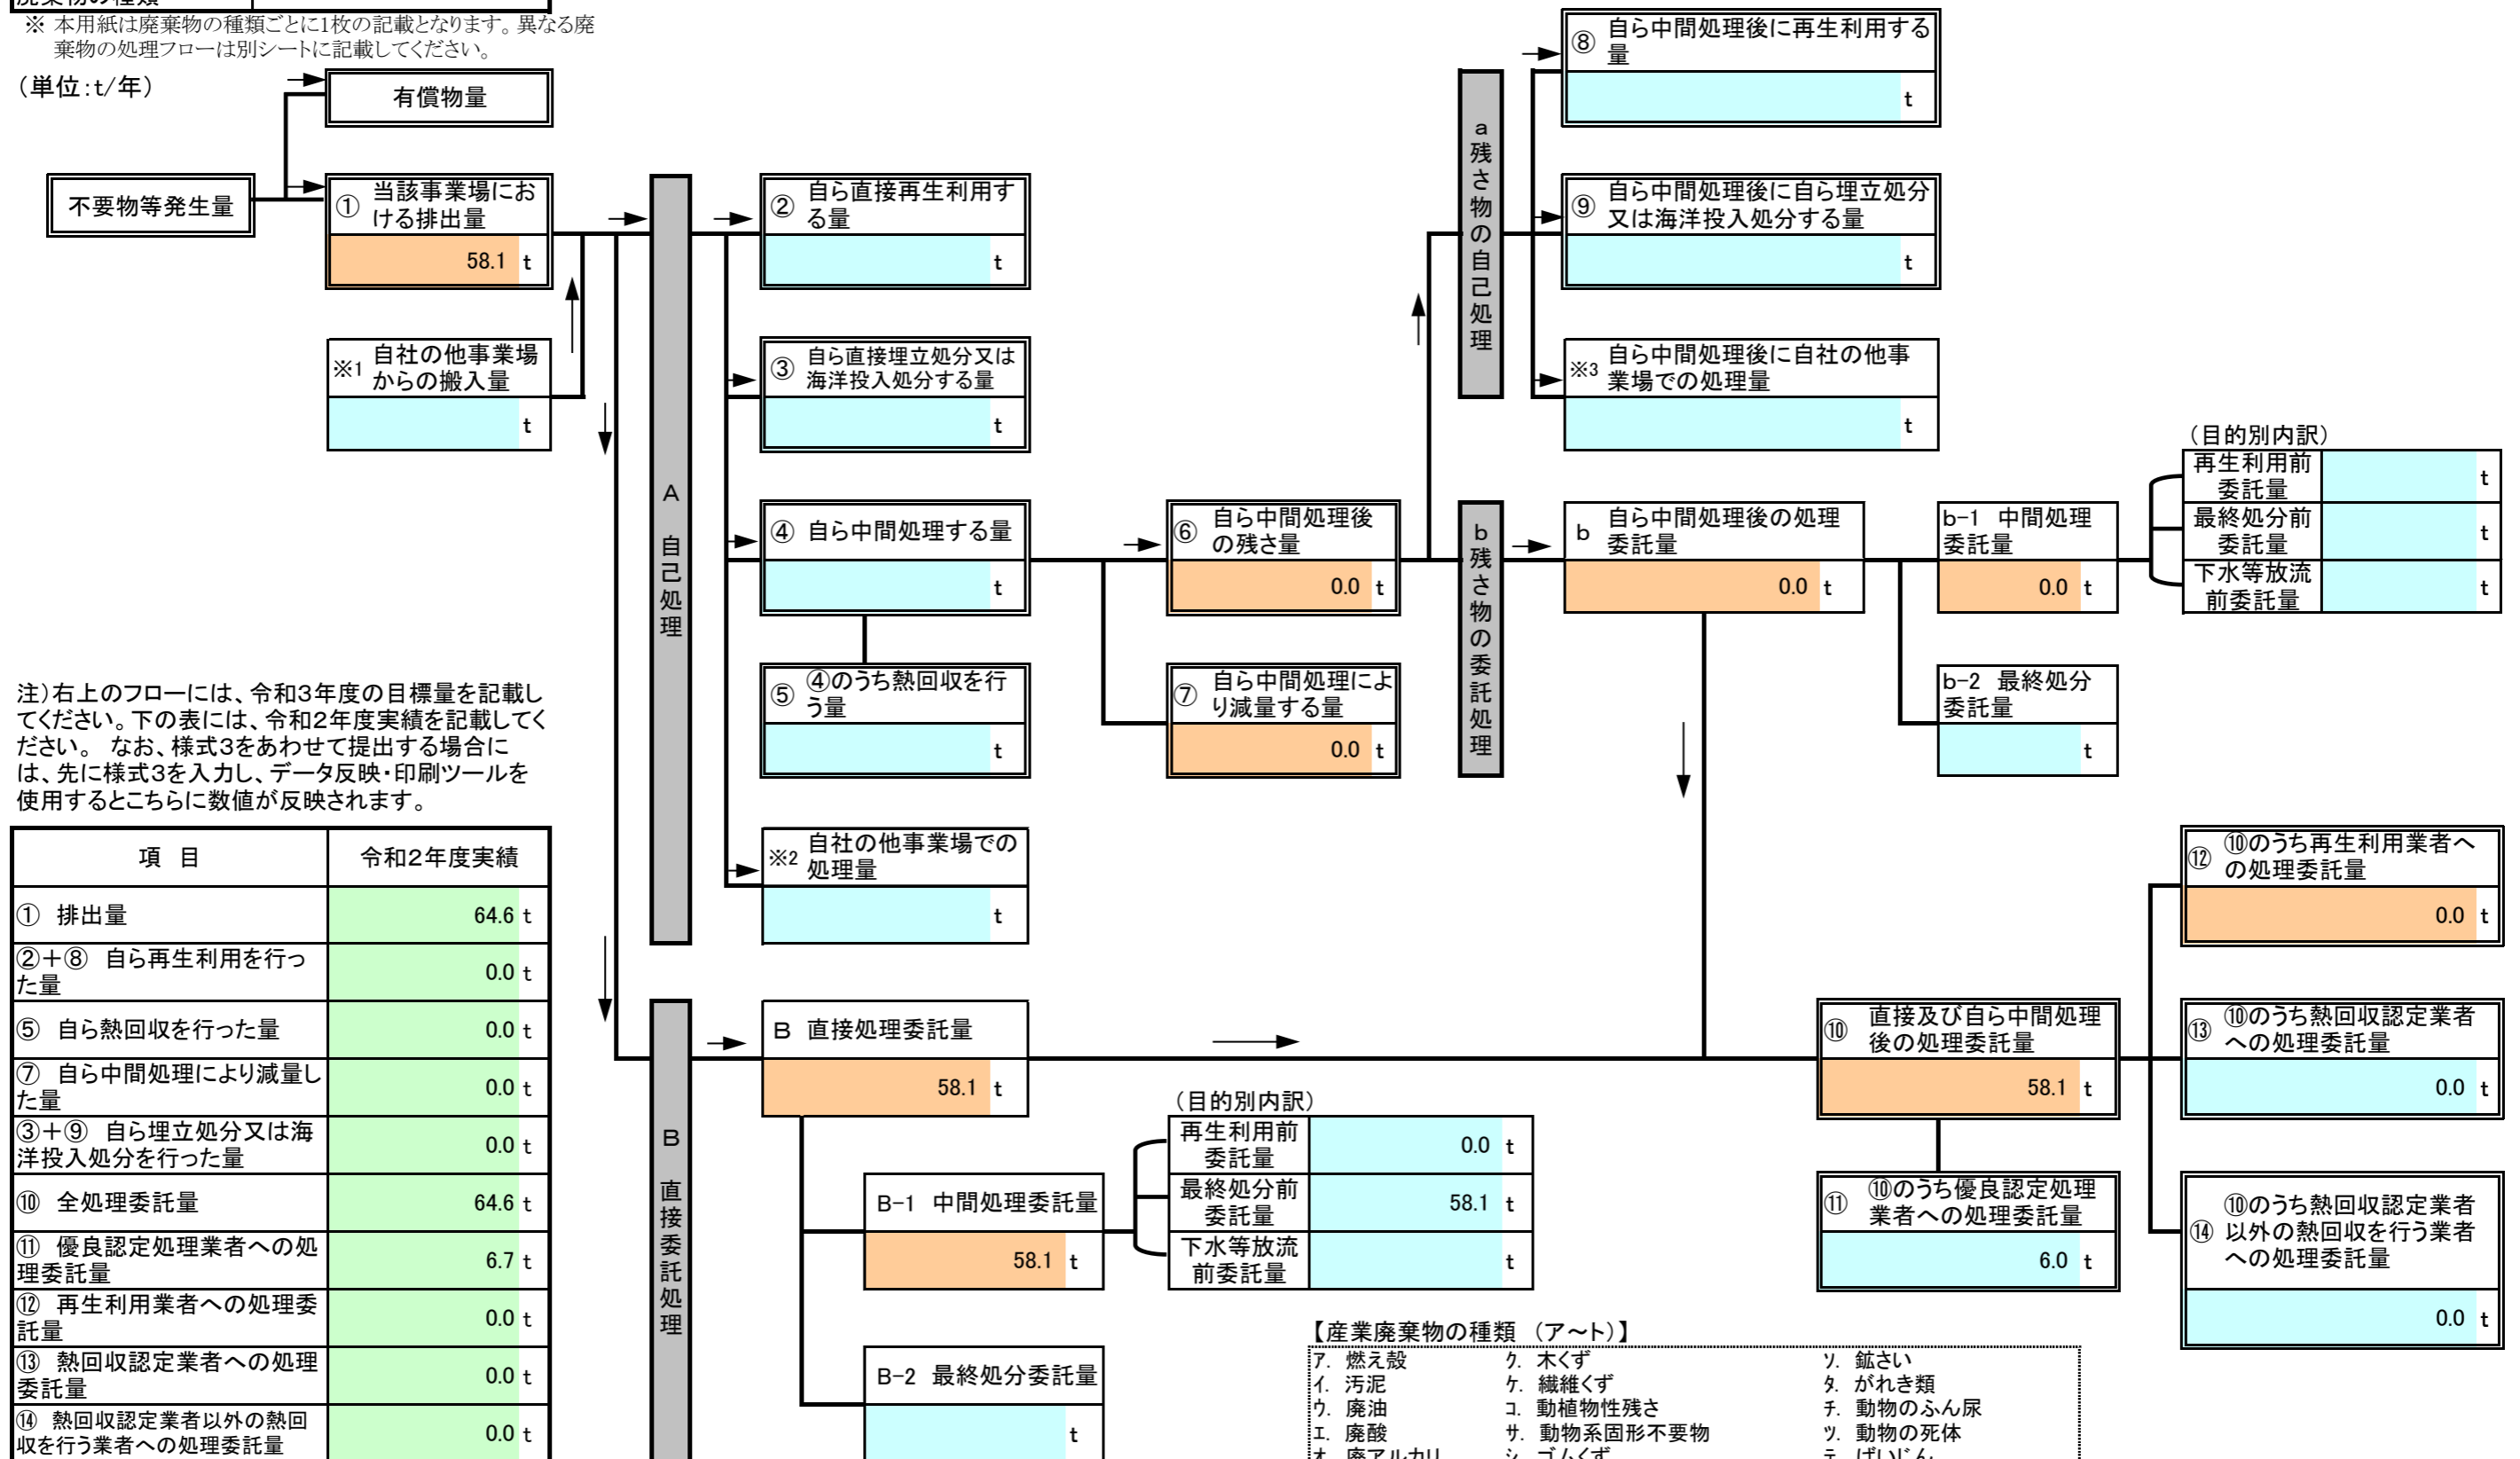 廃棄物の種類
※ 本用紙は廃棄物の種類ごとに1枚の記載となります。異なる廃
棄物の処理フローは別シートに記載してください。
（単位：t/年）
有償物量
不要物等発生量
① 当該事業場にお
ける排出量
58.1 t
※1 自社の他事業場
からの搬入量
t
A 自己処理
② 自ら直接再生利用す
る量
t
③ 自ら直接埋立処分又は
海洋投入処分する量
t
④ 自ら中間処理する量
t
⑤ ④のうち熱回収を行
う量
t
※2 自社の他事業場での
処理量
t
⑥ 自ら中間処理後
の残さ量
0.0 t
⑦ 自ら中間処理によ
り減量する量
0.0 t
a 残さ物の自己処理
⑧ 自ら中間処理後に再生利用する
量
t
⑨ 自ら中間処理後に自ら埋立処分
又は海洋投入処分する量
t
※3 自ら中間処理後に自社の他事
業場での処理量
t
b 残さ物の委託処理
b 自ら中間処理後の処理
委託量
0.0 t
b-1 中間処理
委託量
0.0 t
（目的別内訳）
再生利用前
委託量 t
最終処分前
委託量 t
下水等放流
前委託量 t
b-2 最終処分
委託量
t
注）右上のフローには、令和３年度の目標量を記載し
てください。下の表には、令和２年度実績を記載してく
ださい。 なお、様式３をあわせて提出する場合に
は、先に様式３を入力し、データ反映・印刷ツールを
使用するとこちらに数値が反映されます。
項 目 令和２年度実績
① 排出量 64.6 t
②＋⑧ 自ら再生利用を行っ
た量 0.0 t
⑤ 自ら熱回収を行った量 0.0 t
⑦ 自ら中間処理により減量し
た量 0.0 t
③＋⑨ 自ら埋立処分又は海
洋投入処分を行った量 0.0 t
⑩ 全処理委託量 64.6 t
⑪ 優良認定処理業者への処
理委託量 6.7 t
⑫ 再生利用業者への処理委
託量 0.0 t
⑬ 熱回収認定業者への処理
委託量 0.0 t
⑭ 熱回収認定業者以外の熱回
収を行う業者への処理委託量 0.0 t
B 直接委託処理
B 直接処理委託量
58.1 t
B-1 中間処理委託量
58.1 t
（目的別内訳）
再生利用前
委託量 0.0 t
最終処分前
委託量 58.1 t
下水等放流
前委託量 t
B-2 最終処分委託量
t
⑩ 直接及び自ら中間処理
後の処理委託量
58.1 t
⑪ ⑩のうち優良認定処理
業者への処理委託量
6.0 t
⑫ ⑩のうち再生利用業者へ
の処理委託量
0.0 t
⑬ ⑩のうち熱回収認定業者
への処理委託量
0.0 t
⑭ ⑩のうち熱回収認定業者
以外の熱回収を行う業者
への処理委託量
0.0 t
【産業廃棄物の種類 （ア～ト）】
ｱ. 燃え殻 ｸ. 木くず ｿ. 鉱さい
ｲ. 汚泥 ｹ. 繊維くず ﾀ. がれき類
ｳ. 廃油 ｺ. 動植物性残さ ﾁ. 動物のふん尿
ｴ. 廃酸 ｻ. 動物系固形不要物 ﾂ. 動物の死体
ｵ. 廃アルカリ ｼ. ゴムくず ﾃ. ばいじん